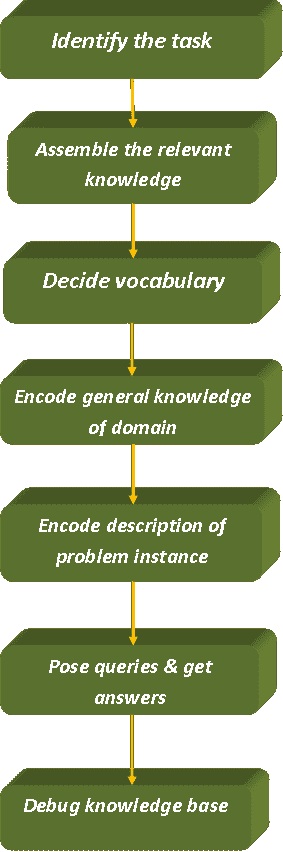 Identify the task
Assemble the relevant
knowledge
Decide vocabulary
Encode general knowledge
of domain
Encode description of
problem instance
Pose queries & get
answers
Debug knowledge base